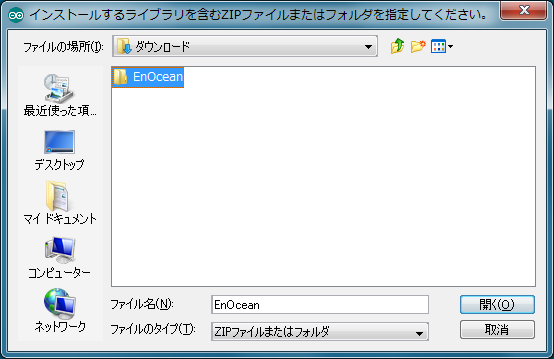 インストールするライブラリを含むZIPファイルまたはフォルダを指定してください。
ファイルの場所(I):
ダウンロード
最近使った項...
デスクトップ
マイ ドキュメント
コンピューター
ネットワーク
EnOcean
ファイル名(N):
EnOcean
開く(O)
ファイルのタイプ(T):
ZIPファイルまたはフォルダ
取消